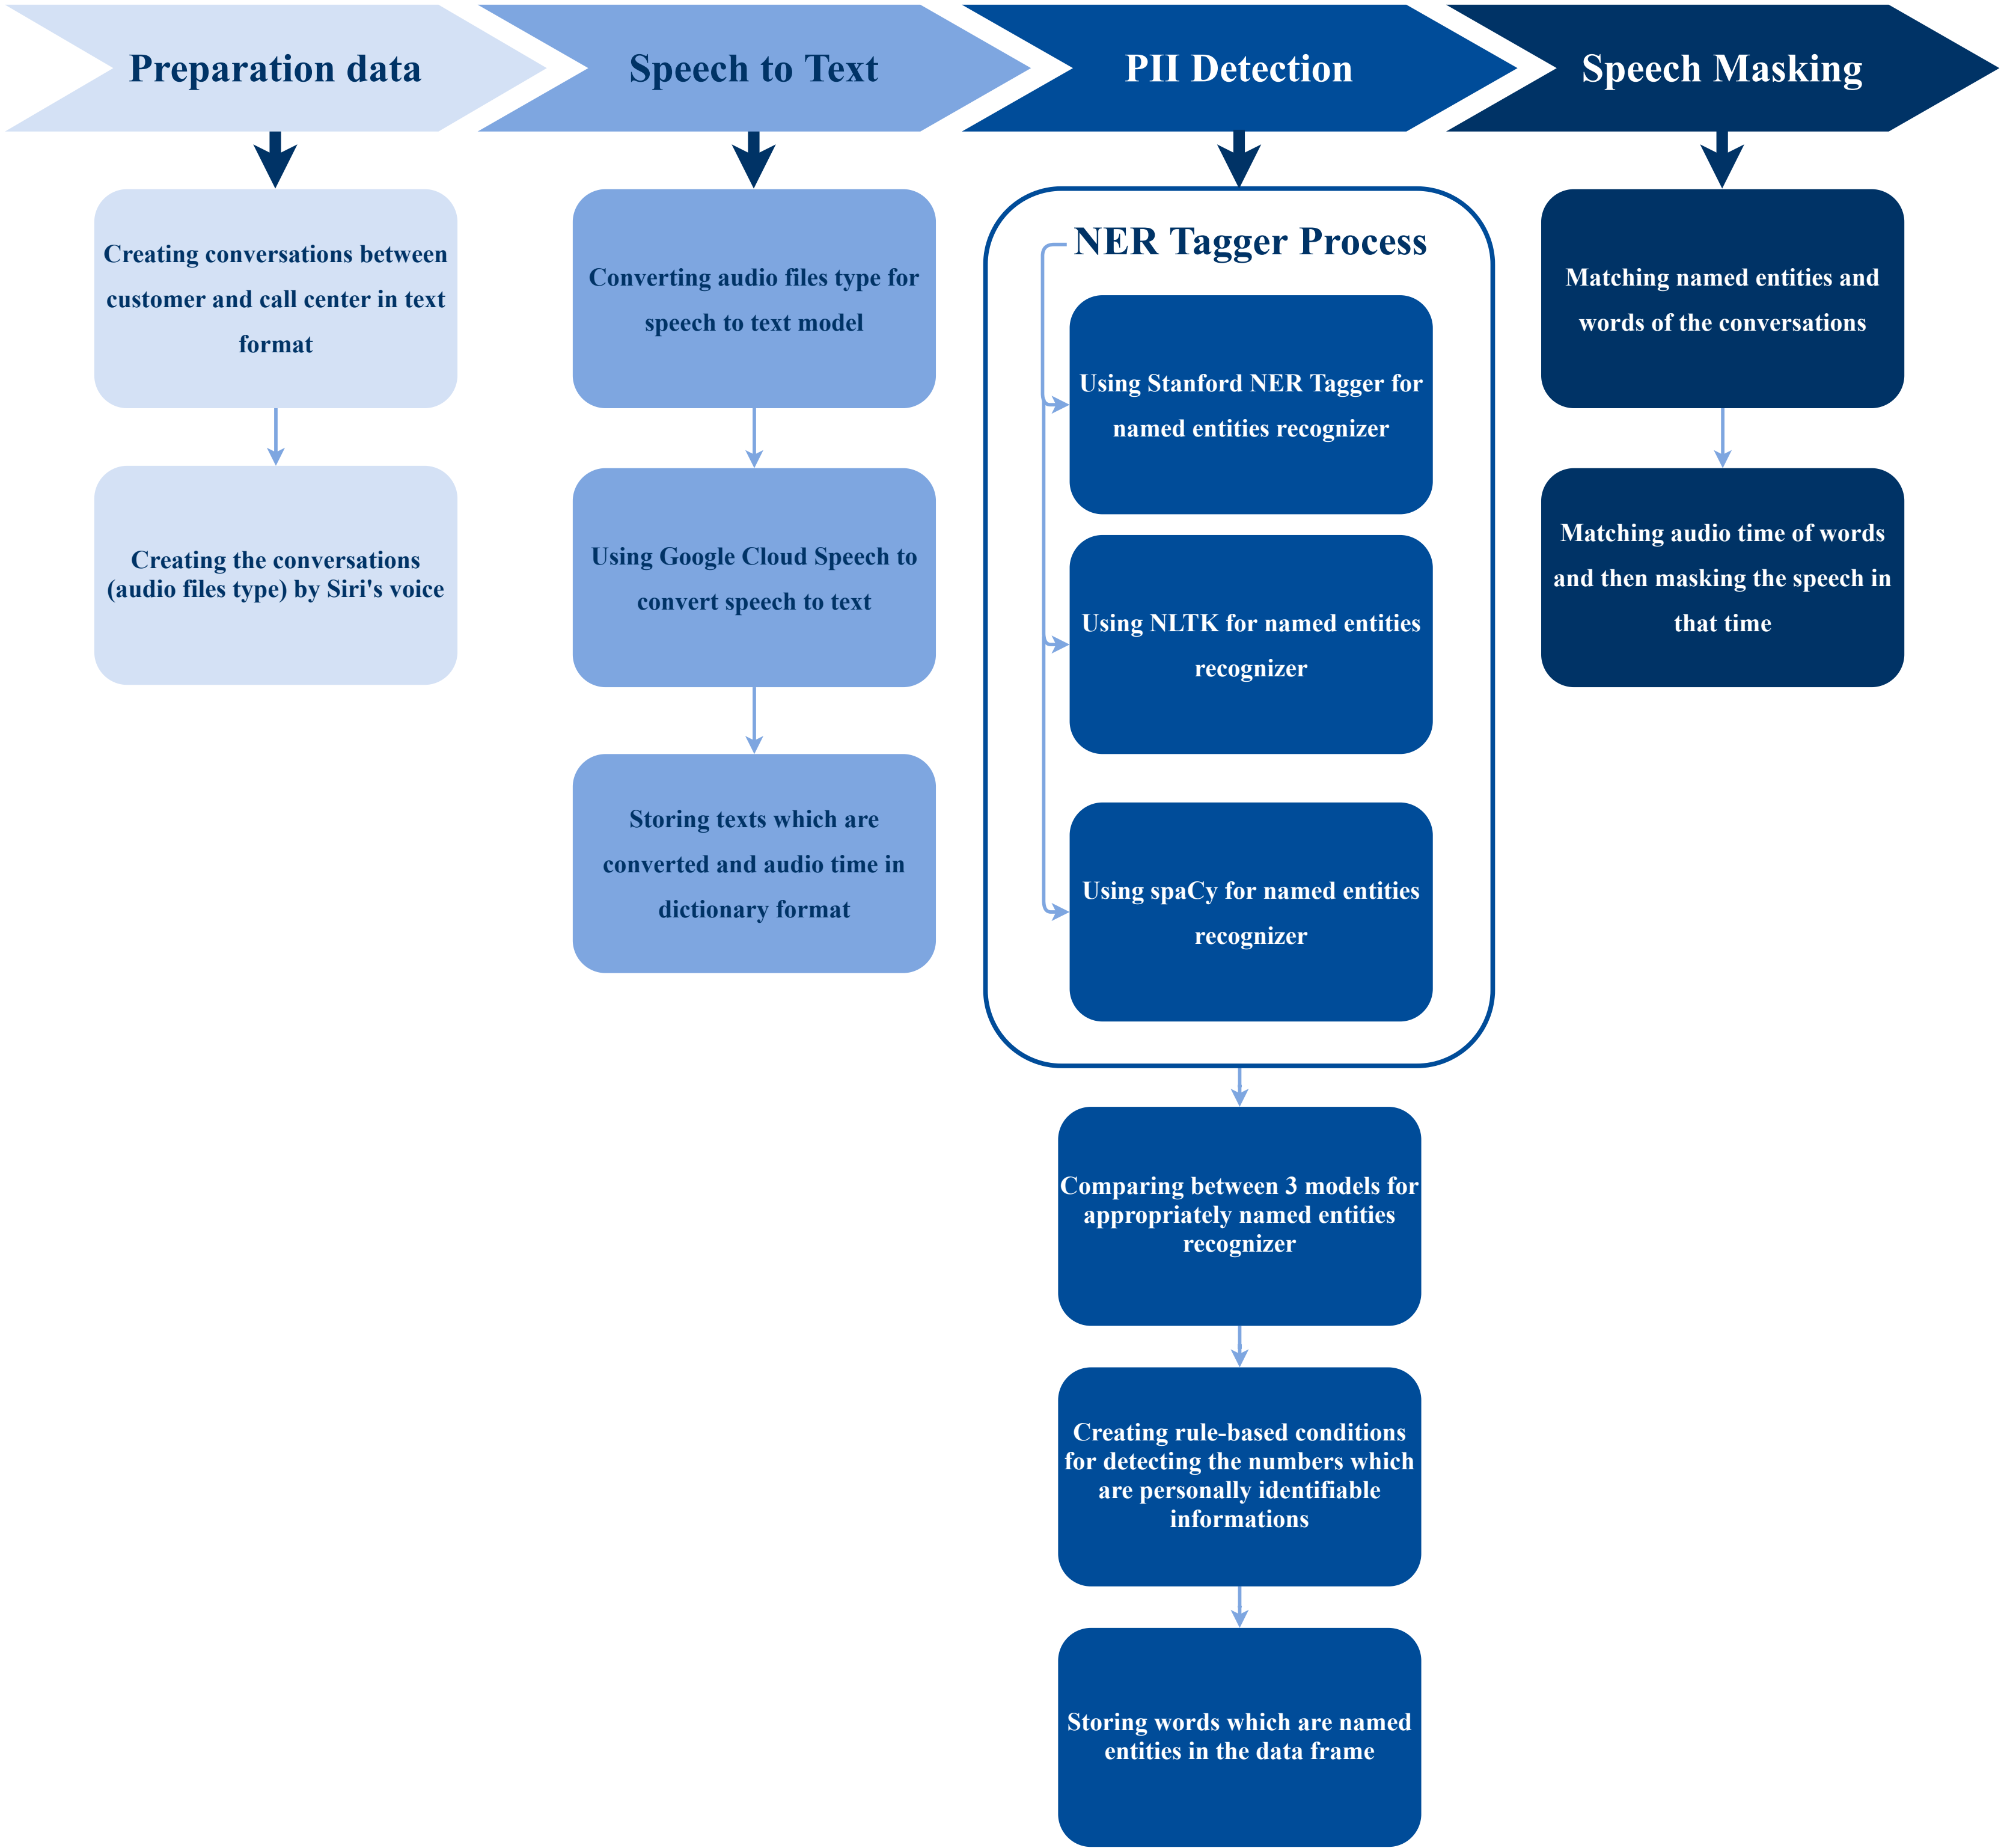 Preparation data
Speech to Text
PII Detection
Speech Masking
Creating conversations between
customer and call center in text
format
Creating the conversations
(audio files type) by Siri's voice
Converting audio files type for
speech to text model
Using Google Cloud Speech to
convert speech to text
Storing texts which are
converted and audio time in
dictionary format
NER Tagger Process
Using Stanford NER Tagger for
named entities recognizer
Using NLTK for named entities
recognizer
Using spaCy for named entities
recognizer
Comparing between 3 models for
appropriately named entities
recognizer
Creating rule-based conditions
for detecting the numbers which
are personally identifiable
informations
Storing words which are named
entities in the data frame
Matching named entities and
words of the conversations
Matching audio time of words
and then masking the speech in
that time